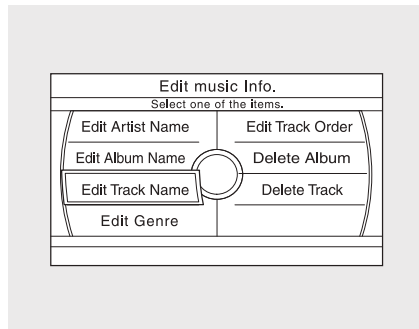 Edit music Info.
Select one of the items.
Edit Artist Name
Edit Album Name
Edit Track Name
Edit Genre
Edit Track Order
Delete Album
Delete Track